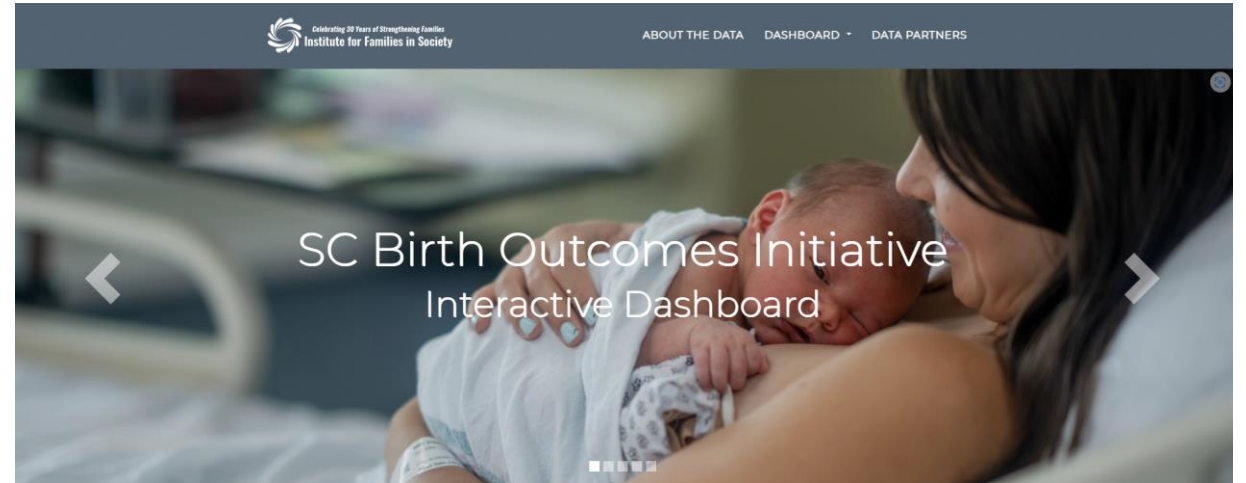 Celebrating 20 Years of Strengthening Families
Institute for Families in Society
ABOUT THE DATA DASHBOARD DATA PARTNERS
SC Birth Outcomes Initiative
Interactive Dashboard